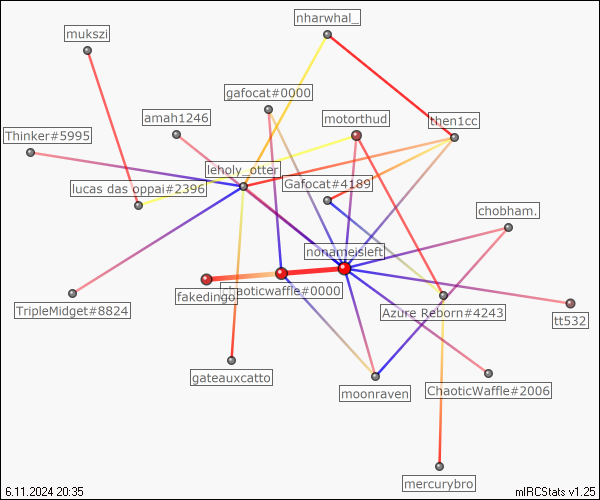 nharwhal_
mukszi
gafocat#0000
amah1246
motorthud
then1cc
Thinker#5995
leholy_otter
lucas das oppai#2396
Gafocat#4189
chobham.
nonameisleft
fakedingo
chaoticwaffle#0000
TripleMidget#8824
Azure Reborn#4243
tt532
gateauxcatto
moonraven
ChaoticWaffle#2006
mercurybro
6.11.2024 20:35
mIRCStats v1.25